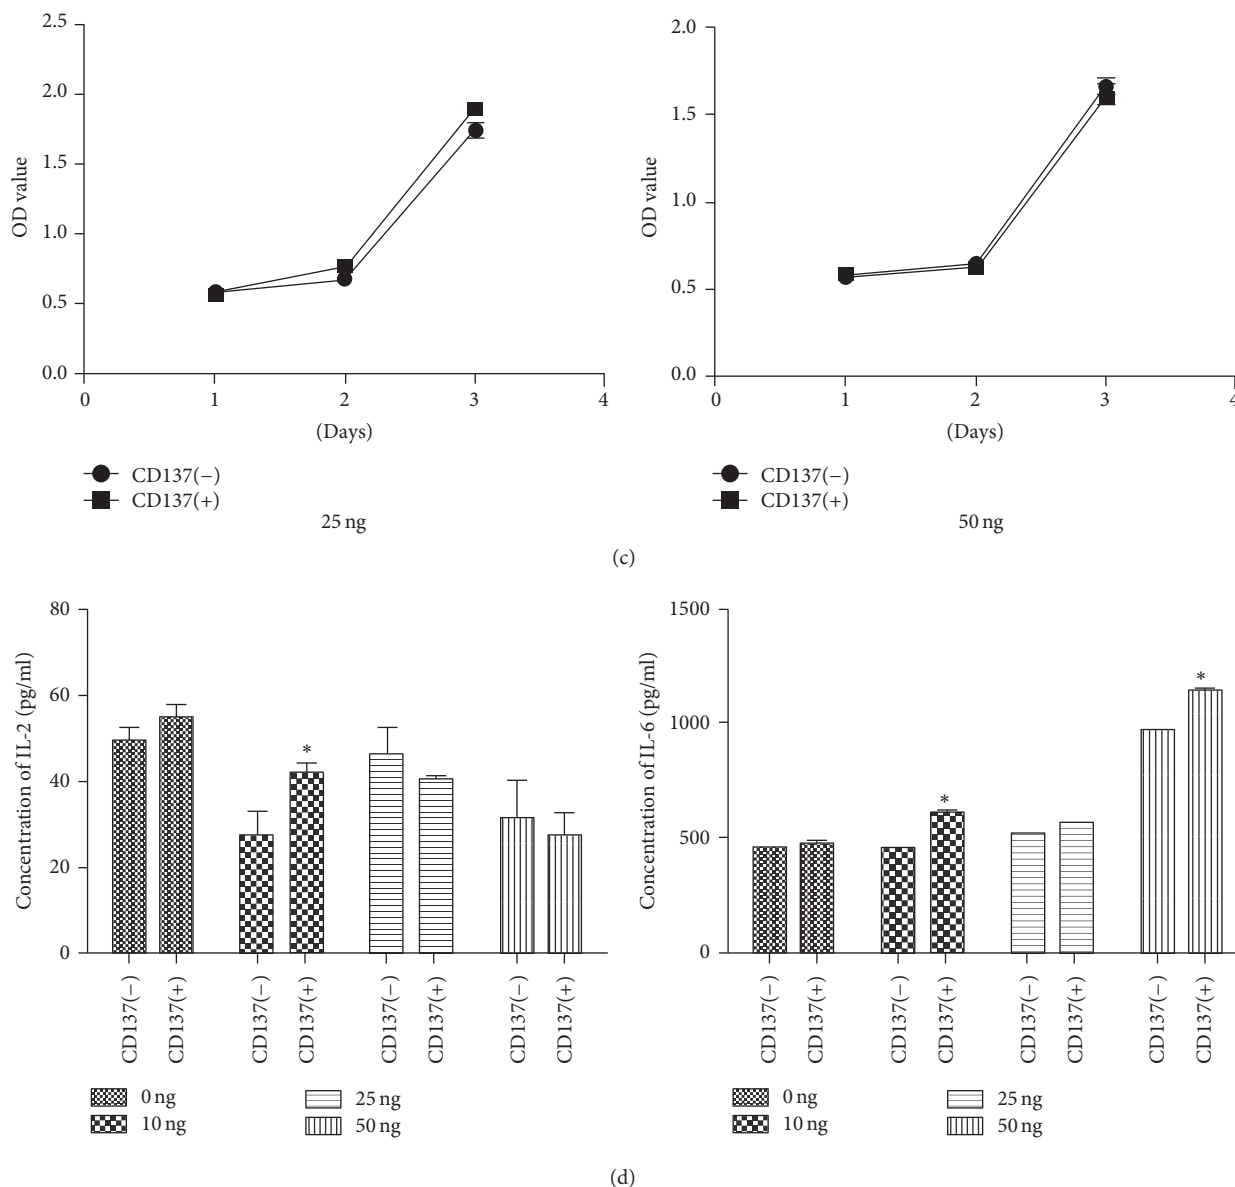 2.5
2.0
1.5
1.0
0.5
0.0
OD value
0 1 2 3 4
(Days)
CD137(−)
CD137(+)
25 ng
2.0
1.5
1.0
0.5
0.0
OD value
0 1 2 3 4
(Days)
CD137(−)
CD137(+)
50 ng
(c)
80
60
40
20
0
Concentration of IL-2 (pg/ml)
*
CD137(−)
CD137(+)
CD137(−)
CD137(+)
CD137(−)
CD137(+)
CD137(−)
CD137(+)
0 ng
10 ng
25 ng
50 ng
1500
1000
500
0
Concentration of IL-6 (pg/ml)
*
*
CD137(−)
CD137(+)
CD137(−)
CD137(+)
CD137(−)
CD137(+)
CD137(−)
CD137(+)
0 ng
10 ng
25 ng
50 ng
(d)